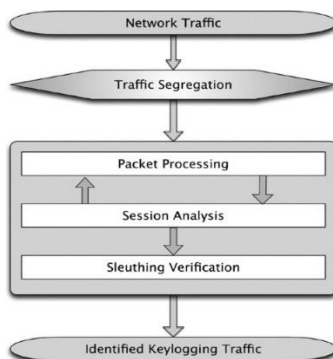 Network Traffic
Traffic Segregation
Packet Processing
Session Analysis
Sleuthing Verification
Identified Keylogging Traffic